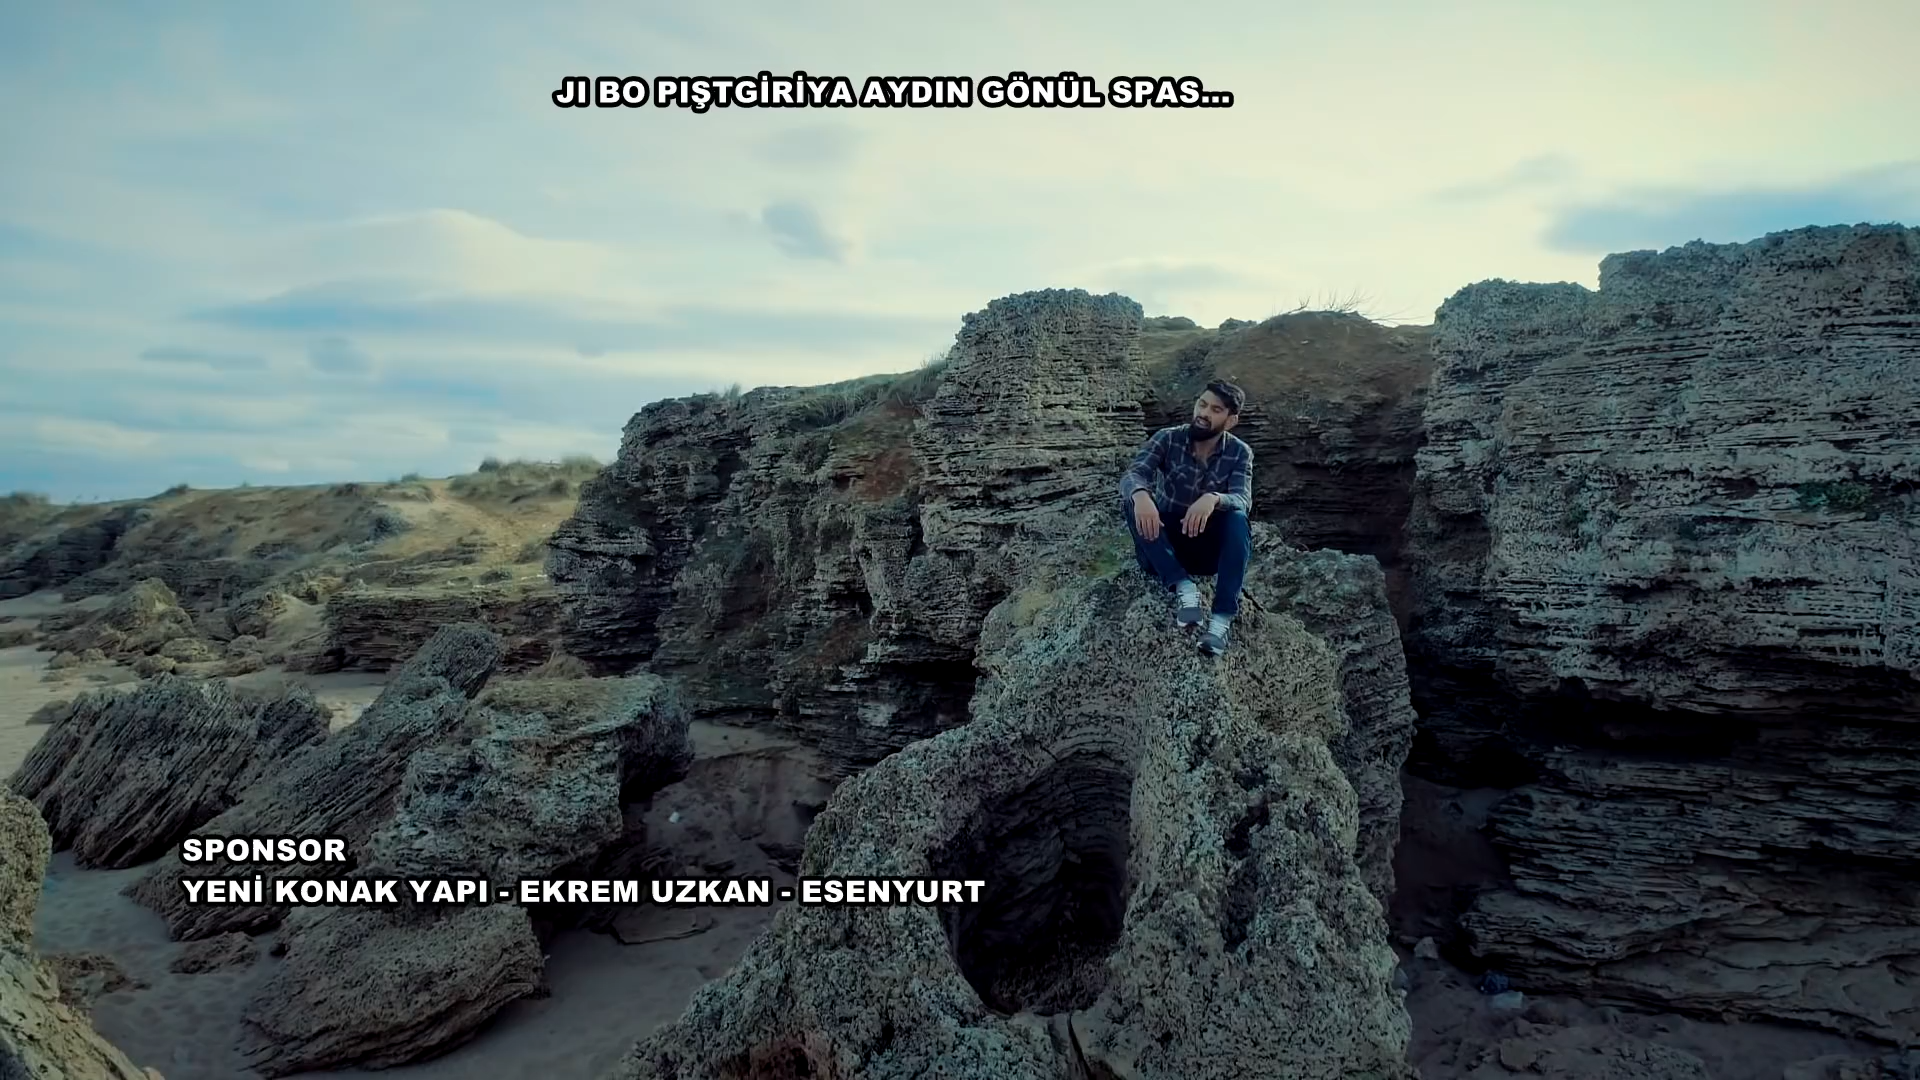 JI BO PIŞTGİRİYA AYDIN GÖNÜL SPAS...
SPONSOR
YENİ KONAK YAPI - EKREM UZKAN - ESENYURT